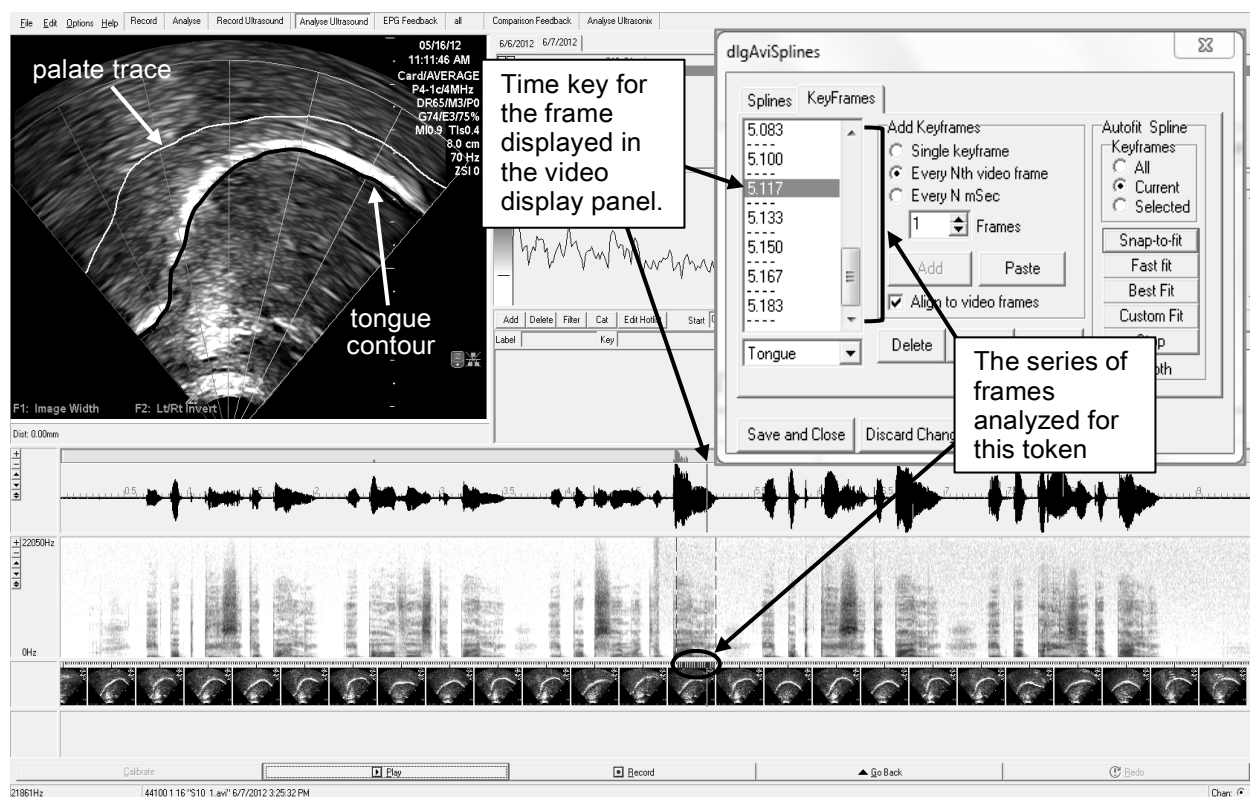 File Edit Options Help Record Analyse Record Ultrasound Analyse Ultrasound EPG Feedback all Comparison Feedback Analyse Ultrasonix
palate trace
05/16/12
11:11:46 AM
Card/AVERAGE
P4-1c/4MHz
DR65/M3/P0
G74/E3/75%
MI0.9 TIs0.4
8.0 cm
70 Hz
ZSI 0
tongue
contour
F1: Image Width F2: Lt/Rt Invert
Dist: 0.00mm
6/6/2012 6/7/2012
Time key for
the frame
displayed in
the video
display panel.
Add Delete Filter Cat Edit Hotlist Start
Label Key
dlgAviSplines
Splines KeyFrames
5.083
-----
5.100
-----
5.117
-----
5.133
-----
5.150
-----
5.167
-----
5.183
-----
Tongue
Add Keyframes
Single keyframe
Every Nth video frame
Every N mSec
1 Frames
Add Paste
Align to video frames
Delete
Autofit Spline
Keyframes
All
Current
Selected
Snap-to-fit
Fast fit
Best Fit
Custom Fit
Save and Close Discard Chang
The series of
frames
analyzed for
this token
22050Hz
0Hz
Calibrate Play Record Go Back Redo
21861Hz 44100 1 16 "S10_1.avi" 6/7/2012 3:25:32 PM Chan: